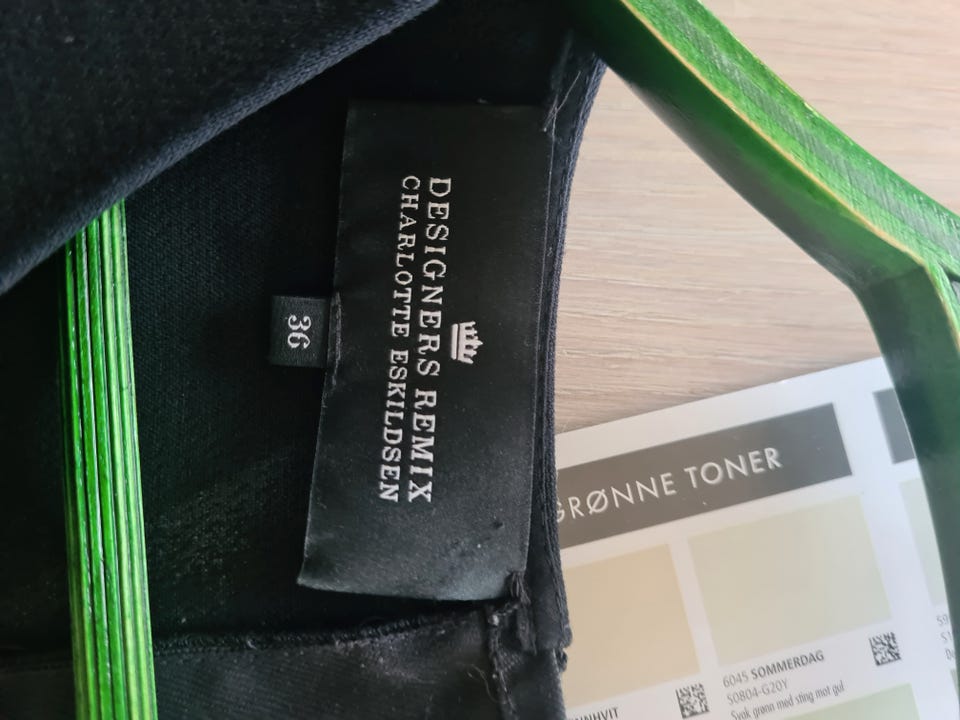 DESIGNERS REMIX
CHARLOTTE ESKILDSEN
36
GRØNNE TONER
6045 SOMMERDAG
S0804-G20Y
Svak grønn med sting mot gul